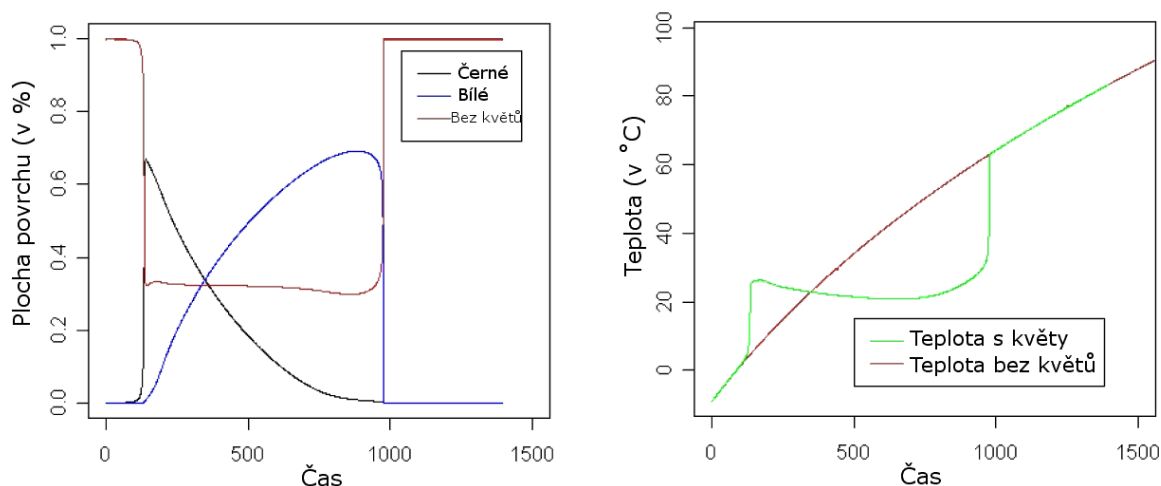 Plocha povrchu (v %)
1.0
0.8
0.6
0.4
0.2
0.0
Černé
Bílé
Bez květů
0
500
1000
1500
Čas
Teplota (v °C)
100
80
60
40
20
0
Teplota s květy
Teplota bez květů
0
500
1000
1500
Čas